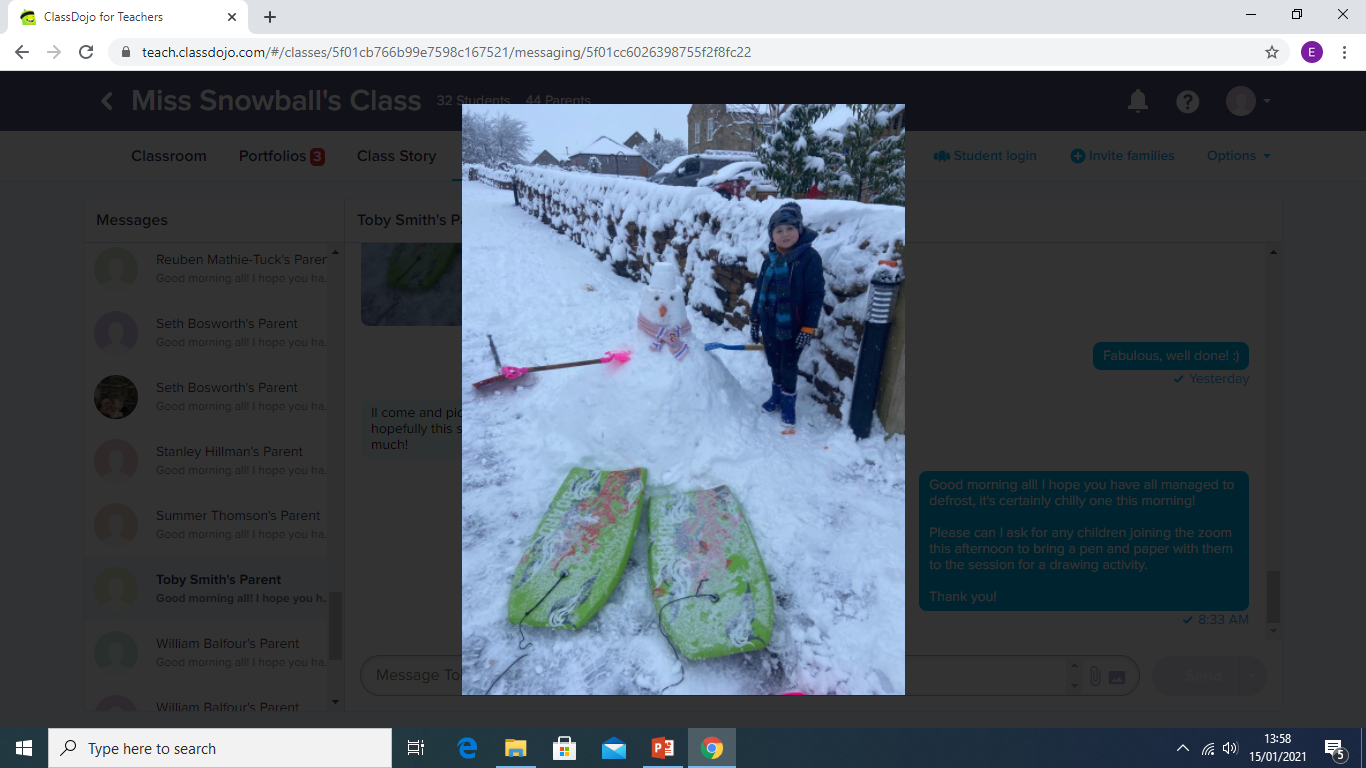 ClassDojo for Teachers
teach.classdojo.com/#/classes/5f01cb766b99e7598c167521/messaging/5f01cc6026398755f2f8fc22
E
Miss Snowball's Class
32 Students
44 Parents
Classroom
Portfolios 3
Class Story
Student login
Invite families
Options
Messages
Toby Smith's P
Reuben Mathie-Tuck's Paren
Good morning all! I hope you ha.
Seth Bosworth's Parent
Good morning all! I hope you ha.
Seth Bosworth's Parent
Good morning all! I hope you ha.
Stanley Hillman's Parent
Good morning all! I hope you ha.
Summer Thomson's Parent
Good morning all! I hope you ha.
Toby Smith's Parent
Good morning all! I hope you h..
William Balfour's Parent
Good morning all! I hope you ha.
William Balfour's Parent
Fabulous, well done! :)
Yesterday
ll come and pic
hopefully this s
much!
Good morning all! I hope you have all managed to
defrost, it's certainly chilly one this morning!
Please can I ask for any children joining the zoom
this afternoon to bring a pen and paper with them
to the session for a drawing activity.
Thank you!
8:33 AM
Message To
Send
Type here to search
13:58
15/01/2021
5